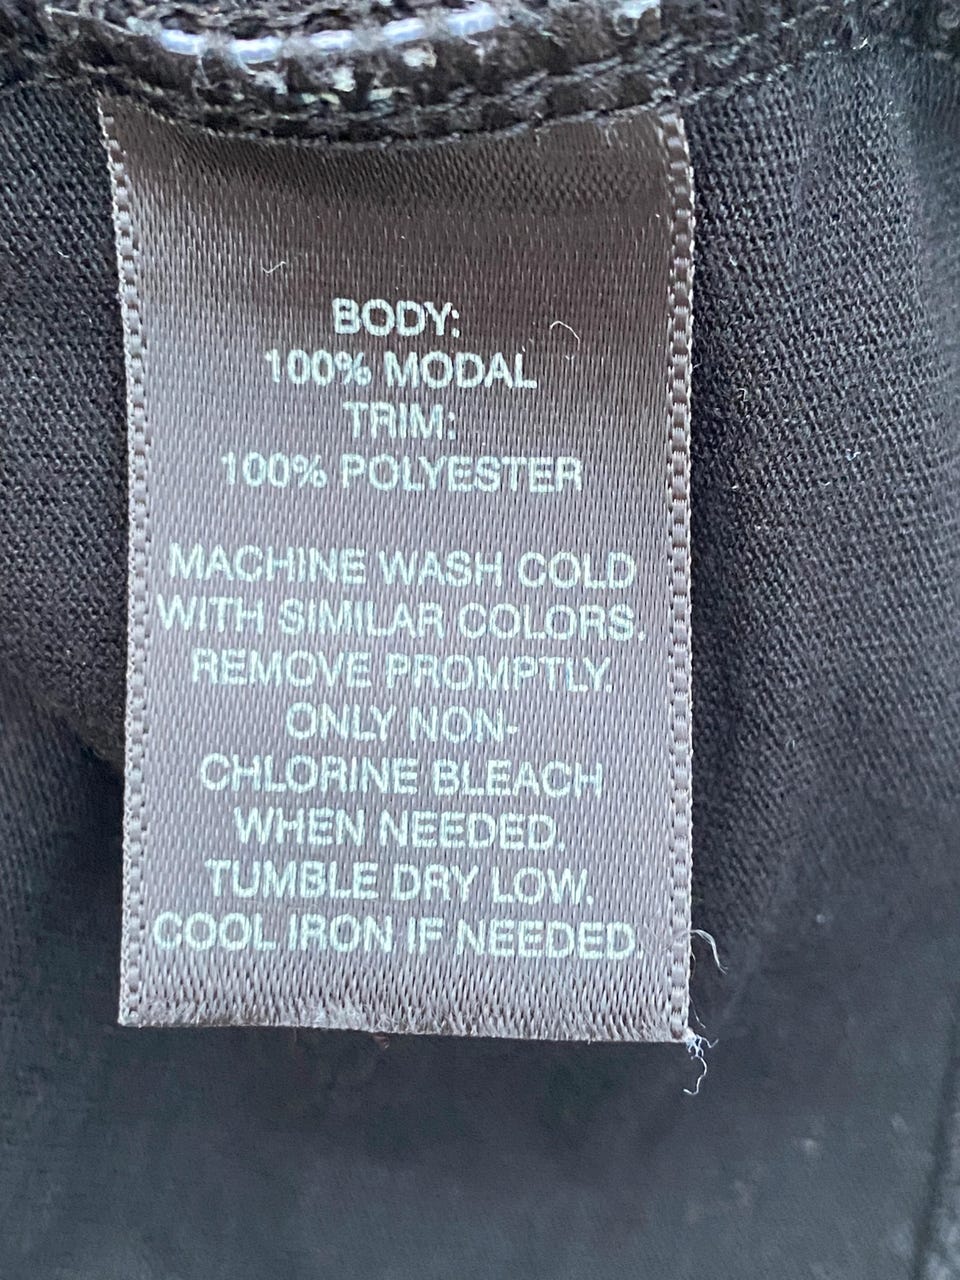 BODY:
100% MODAL
TRIM:
100% POLYESTER
MACHINE WASH COLD
WITH SIMILAR COLORS.
REMOVE PROMPTLY.
ONLY NON-
CHLORINE BLEACH
WHEN NEEDED.
TUMBLE DRY LOW.
COOL IRON IF NEEDED.